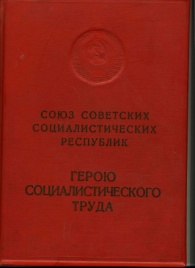 СОЮЗ СОВЕТСКИХ
СОЦИАЛИСТИЧЕСКИХ
РЕСПУБЛИК
ГЕРОЮ
СОЦИАЛИСТИЧЕСКОГО
ТРУДА